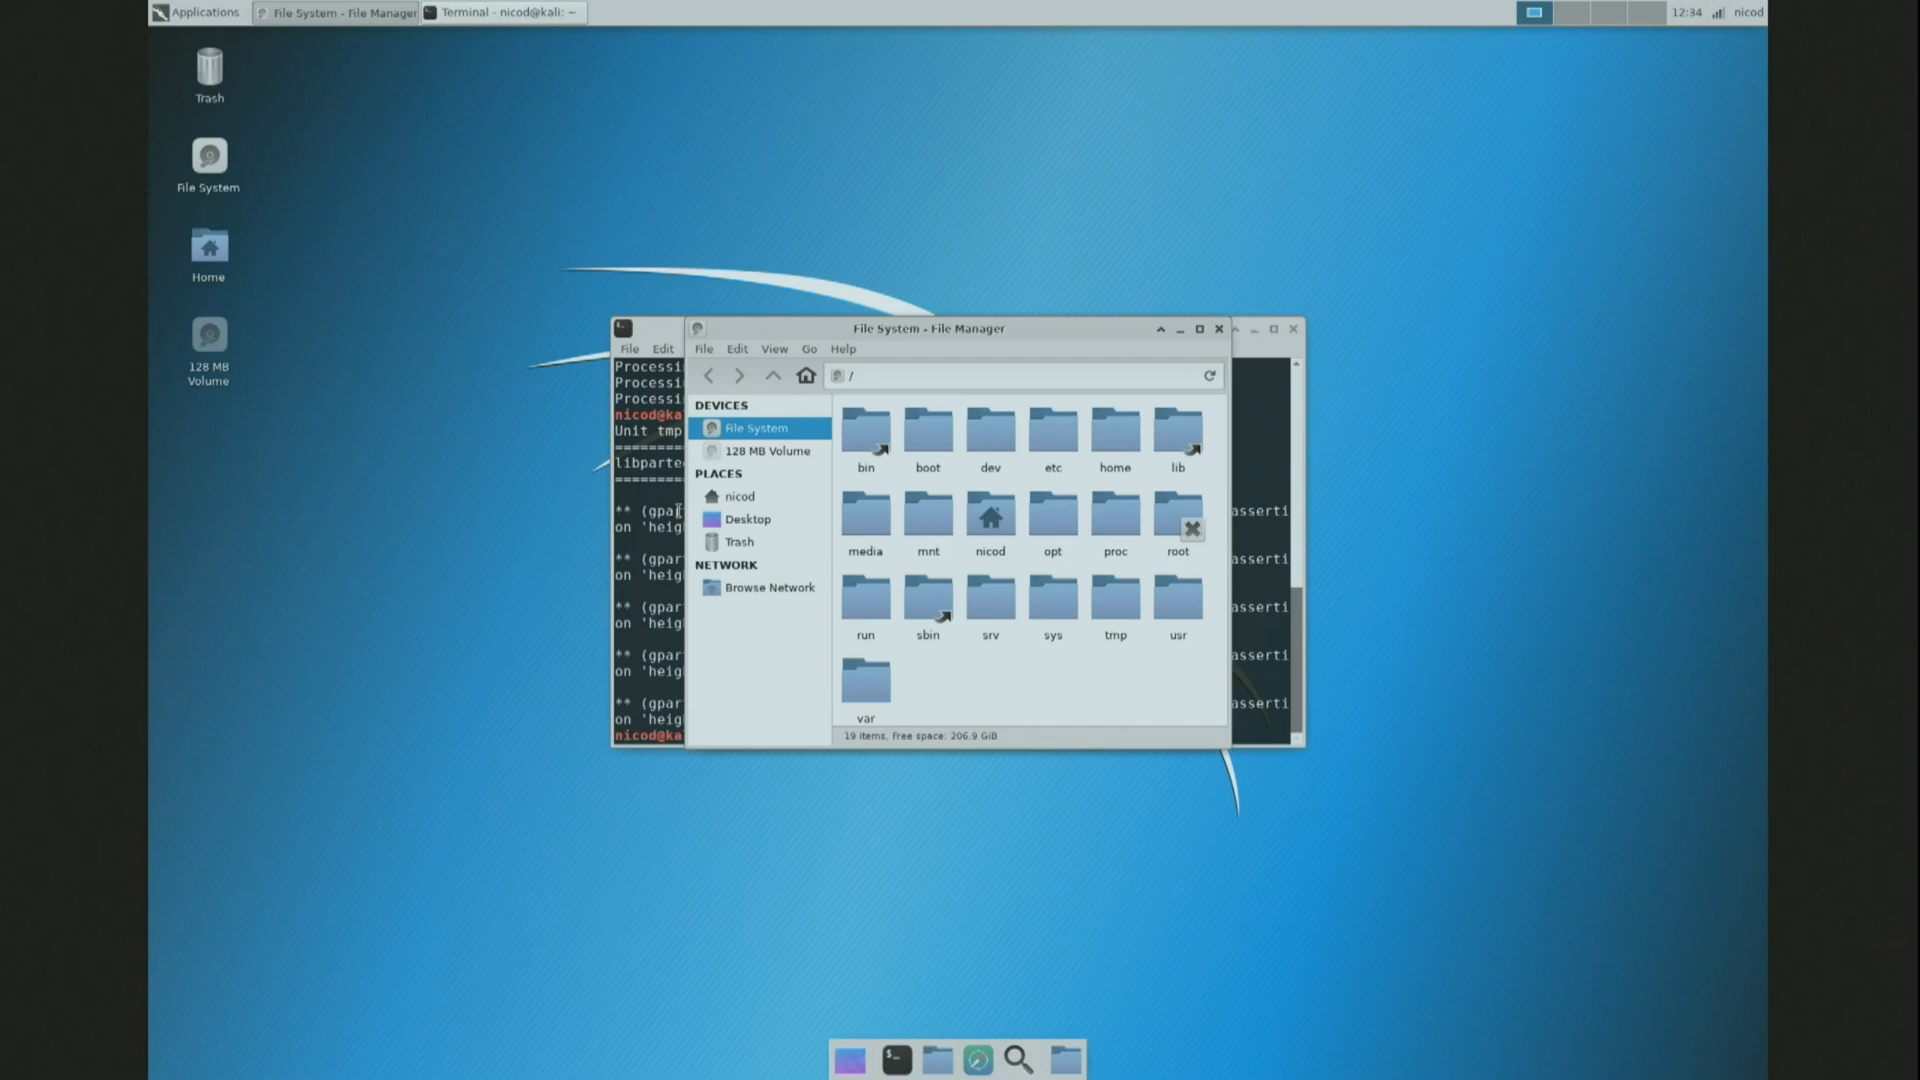 Applications
File System - File Manager
Terminal - nicod@kali: ~
12:34
nicod
Trash
File System
Home
128 MB
Volume
File System - File Manager
File Edit
File Edit View Go Help
/
Processi
Processi
Processi
nicod@ka
Unit tmp
========
libparte
========
** (gpar
on 'heig
** (gpar
on 'heig
** (gpar
on 'heig
** (gpar
on 'heig
** (gpar
on 'heig
nicod@ka
DEVICES
File System
128 MB Volume
PLACES
nicod
Desktop
Trash
NETWORK
Browse Network
bin boot dev etc home lib
media mnt nicod opt proc root
run sbin srv sys tmp usr
var
19 items, Free space: 206.9 GiB
asserti
asserti
asserti
asserti
asserti
$_